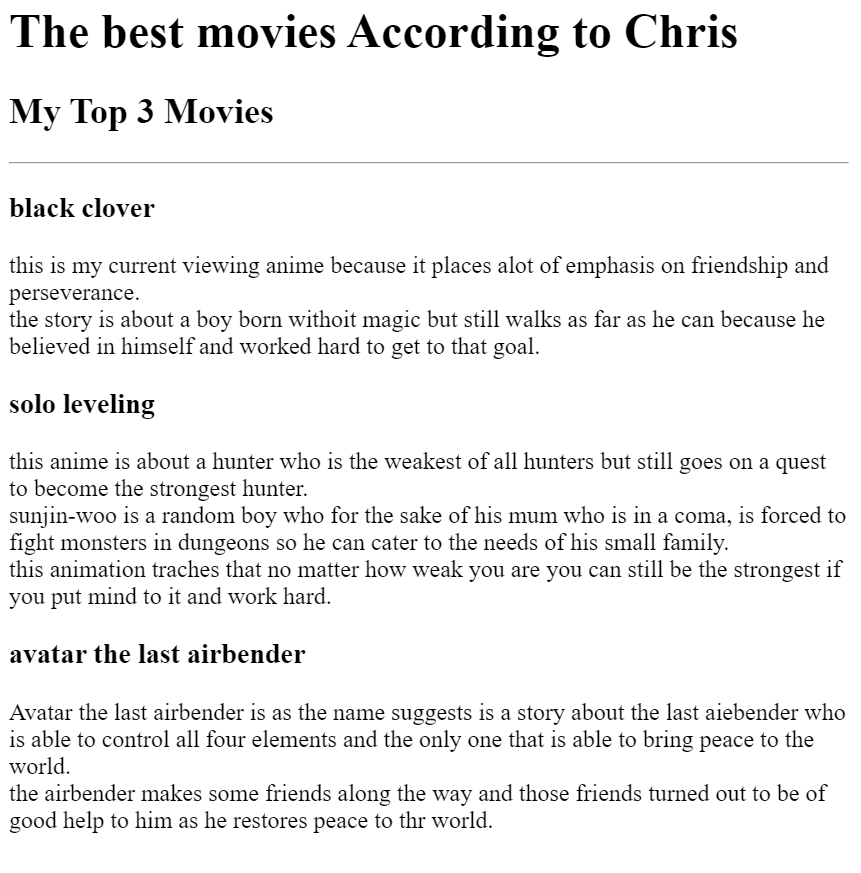 The best movies According to Chris
My Top 3 Movies
black clover
this is my current viewing anime because it places alot of emphasis on friendship and
perseverance.
the story is about a boy born withoit magic but still walks as far as he can because he
believed in himself and worked hard to get to that goal.
solo leveling
this anime is about a hunter who is the weakest of all hunters but still goes on a quest
to become the strongest hunter.
sunjin-woo is a random boy who for the sake of his mum who is in a coma, is forced to
fight monsters in dungeons so he can cater to the needs of his small family.
this animation traches that no matter how weak you are you can still be the strongest if
you put mind to it and work hard.
avatar the last airbender
Avatar the last airbender is as the name suggests is a story about the last aiebender who
is able to control all four elements and the only one that is able to bring peace to the
world.
the airbender makes some friends along the way and those friends turned out to be of
good help to him as he restores peace to thr world.